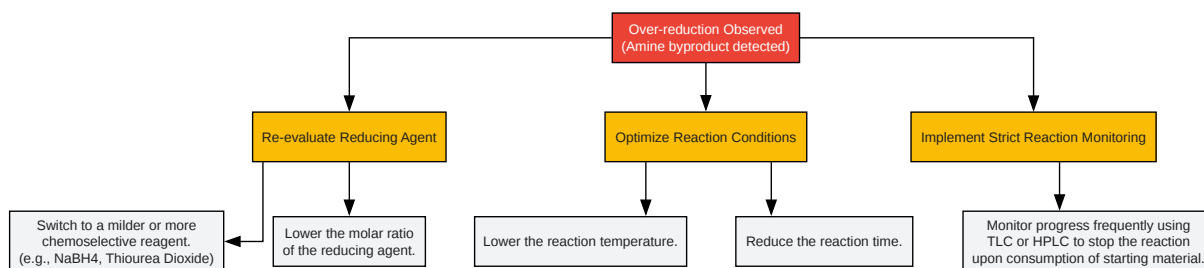 Over-reduction Observed
(Amine byproduct detected)
Re-evaluate Reducing Agent
Optimize Reaction Conditions
Implement Strict Reaction Monitoring
Switch to a milder or more
chemoselective reagent.
(e.g., NaBH4, Thiourea Dioxide)
Lower the molar ratio
of the reducing agent.
Lower the reaction temperature.
Reduce the reaction time.
Monitor progress frequently using
TLC or HPLC to stop the reaction
upon consumption of starting material.